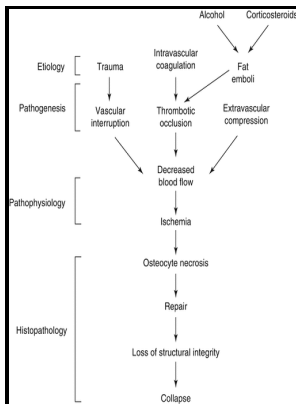 Alcohol Corticosteroids
Intravascular
coagulation
Etiology Trauma Fat
emboli
Pathogenesis Vascular
interruption Thrombotic
occlusion Extravascular
compression
Decreased
blood flow
Pathophysiology
Ischemia
Osteocyte necrosis
Repair
Histopathology
Loss of structural integrity
Collapse